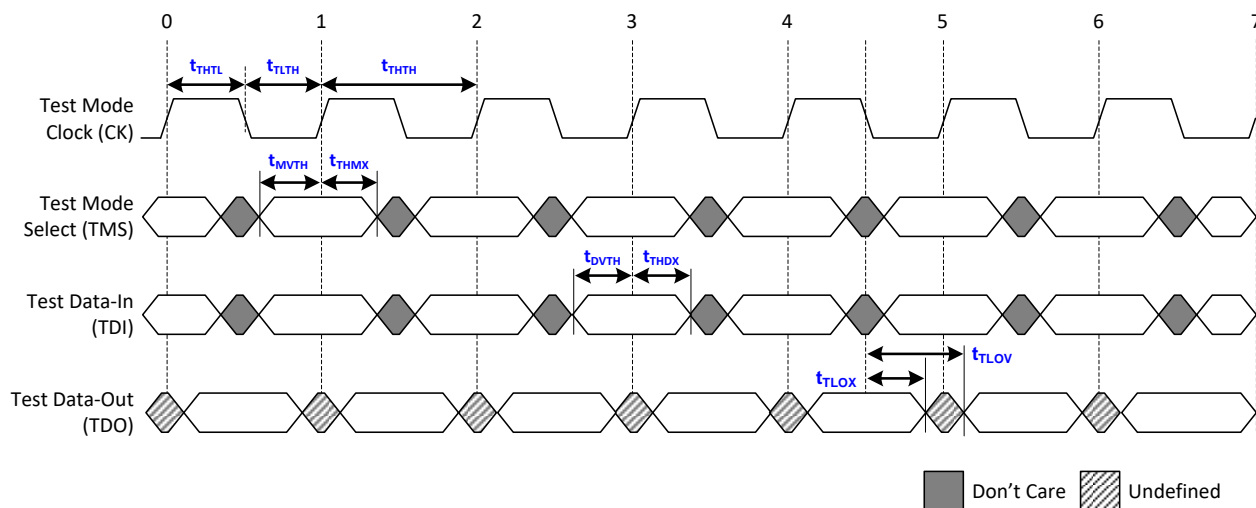 0 1 2 3 4 5 6 7
tTHTL tTLTH tTHTH
Test Mode
Clock (CK)
tMVTH tTHMX
Test Mode
Select (TMS)
tDVTH tTHDX
Test Data-In
(TDI)
tTLOV
tTLOX
Test Data-Out
(TDO)
Don't Care Undefined